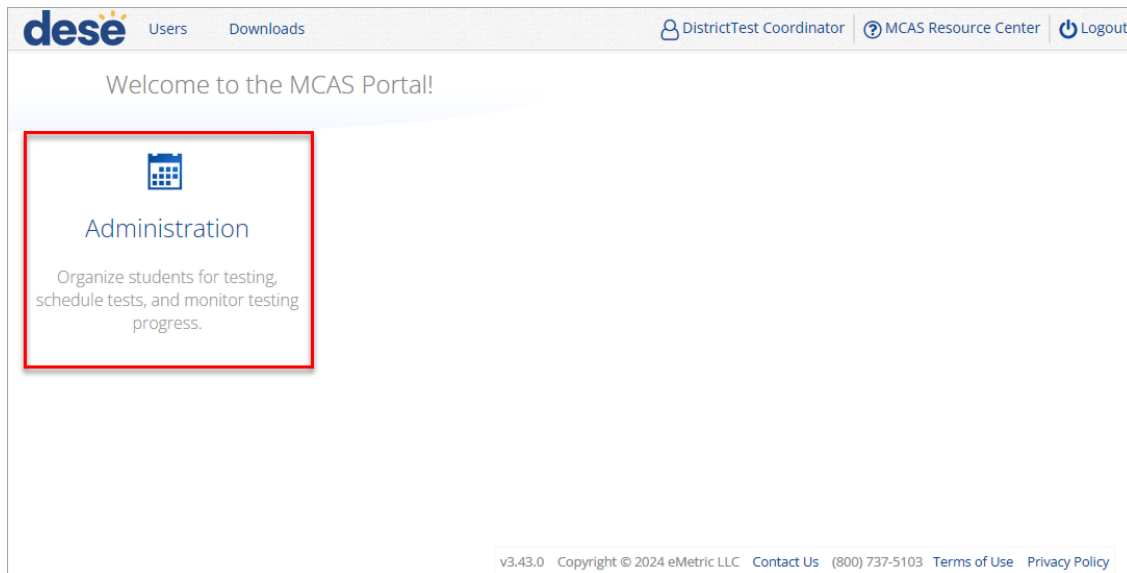 dese Users Downloads DistrictTest Coordinator MCAS Resource Center Logout
Welcome to the MCAS Portal!
Administration
Organize students for testing,
schedule tests, and monitor testing
progress.
v3.43.0 Copyright © 2024 eMetric LLC Contact Us (800) 737-5103 Terms of Use Privacy Policy